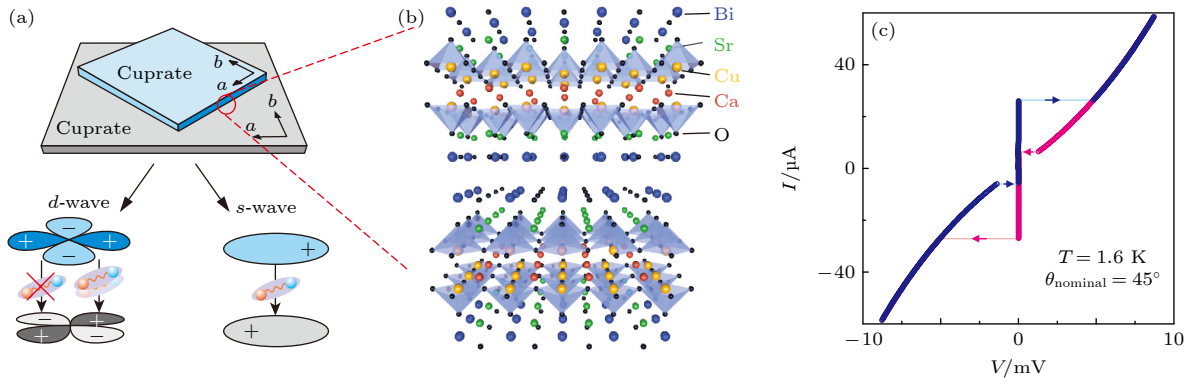 (a)
Cuprate
b
a
Cuprate
b
a
d-wave
s-wave
−
+
+
−
+
−
+
+
−
+
(b)
Bi
Sr
Cu
Ca
O
(c)
40
0
−40
I/μA
T = 1.6 K
θnominal = 45°
−10
0
10
V/mV